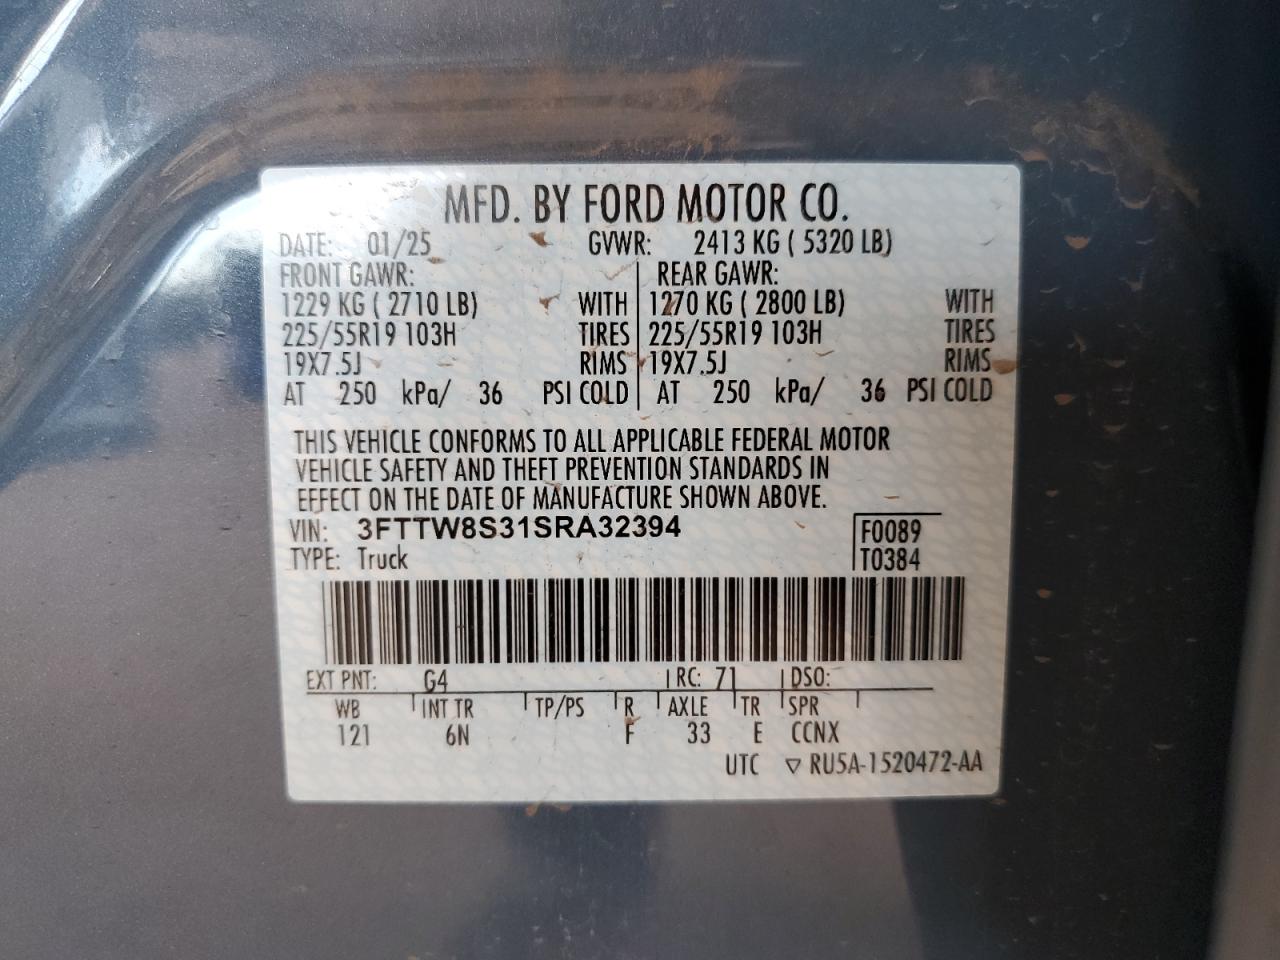 MFD. BY FORD MOTOR CO.
DATE: 01/25 GVWR: 2413 KG ( 5320 LB)
FRONT GAWR: REAR GAWR:
1229 KG ( 2710 LB) WITH 1270 KG ( 2800 LB) WITH
225/55R19 103H TIRES 225/55R19 103H TIRES
19X7.5J RIMS 19X7.5J RIMS
AT 250 kPa/ 36 PSI COLD AT 250 kPa/ 36 PSI COLD
THIS VEHICLE CONFORMS TO ALL APPLICABLE FEDERAL MOTOR
VEHICLE SAFETY AND THEFT PREVENTION STANDARDS IN
EFFECT ON THE DATE OF MANUFACTURE SHOWN ABOVE.
VIN: 3FTTW8S31SRA32394 F0089
TYPE: Truck T0384
EXT PNT: G4 RC: 71 DSO:
WB INT TR TP/PS R AXLE TR SPR
121 6N F 33 E CCNX
UTC ▽ RU5A-1520472-AA